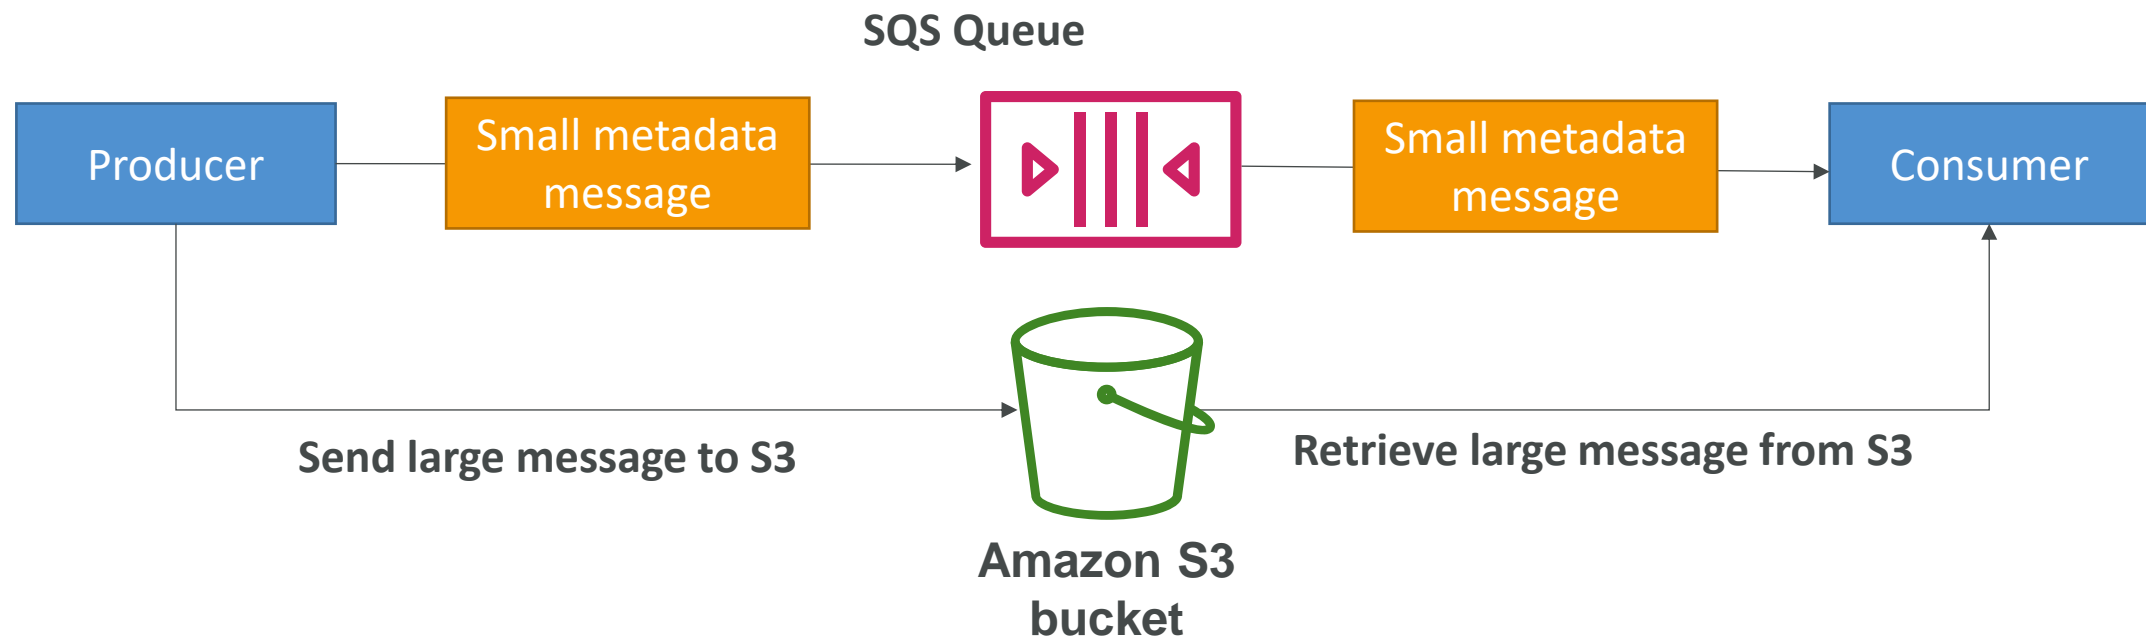 SQS Queue
Producer
Small metadata
message
Small metadata
message
Consumer
Send large message to S3
Retrieve large message from S3
Amazon S3
bucket